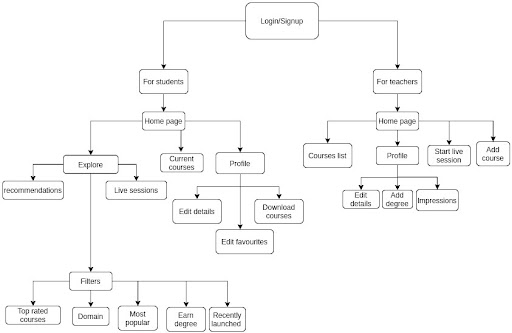 Login/Signup
For students
For teachers
Home page
Home page
Explore
Current
courses
Profile
Courses list
Profile
Start live
session
Add
course
recommendations
Live sessions
Edit details
Download
courses
Edit
details
Add
degree
Impressions
Edit favourites
Filters
Top rated
courses
Domain
Most
popular
Earn
degree
Recently
launched